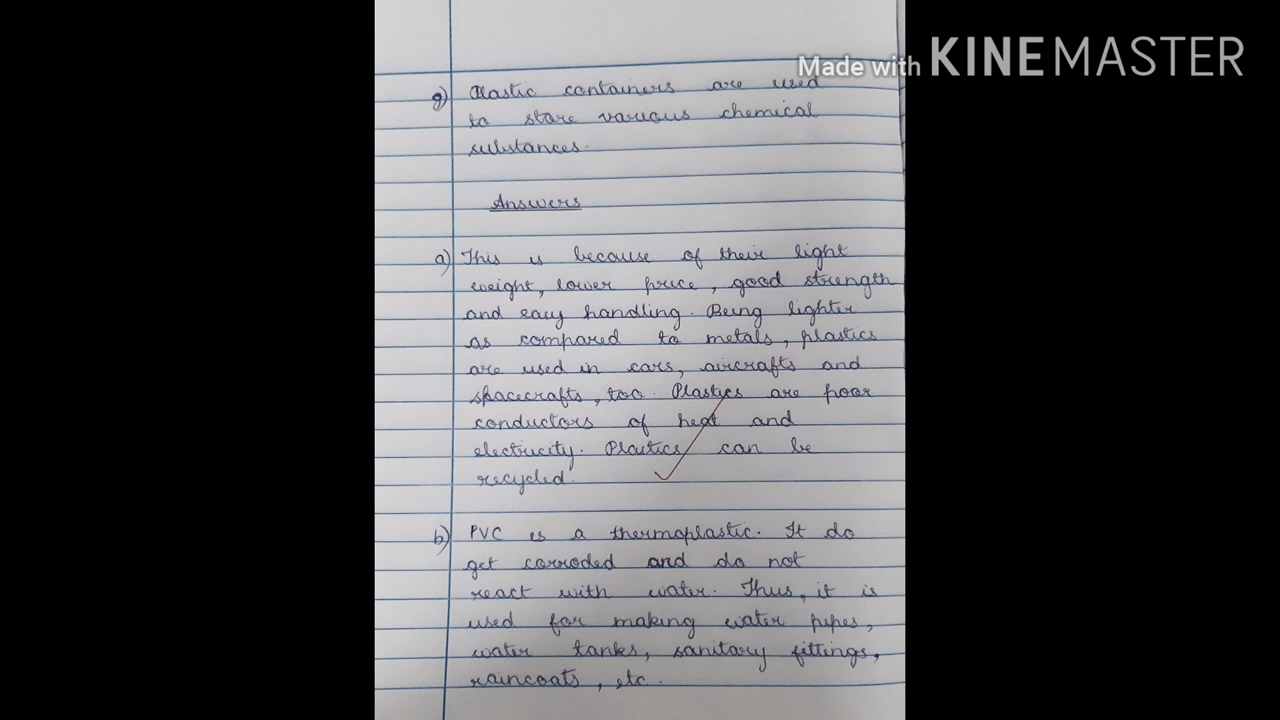 Made with KINEMASTER
g) Plastic containers are used
to store various chemical
substances.
Answers
a) This is because of their light
weight, lower price, good strength
and easy handling. Being lighter
as compared to metals, plastics
are used in cars, aircrafts and
spacecrafts, too. Plastics are poor
conductors of heat and
electricity. Plastics can be
recycled.
b) PVC is a thermoplastic. It do
get corroded and do not
react with water. Thus, it is
used for making water pipes,
water tanks, sanitary fittings,
raincoats, etc.